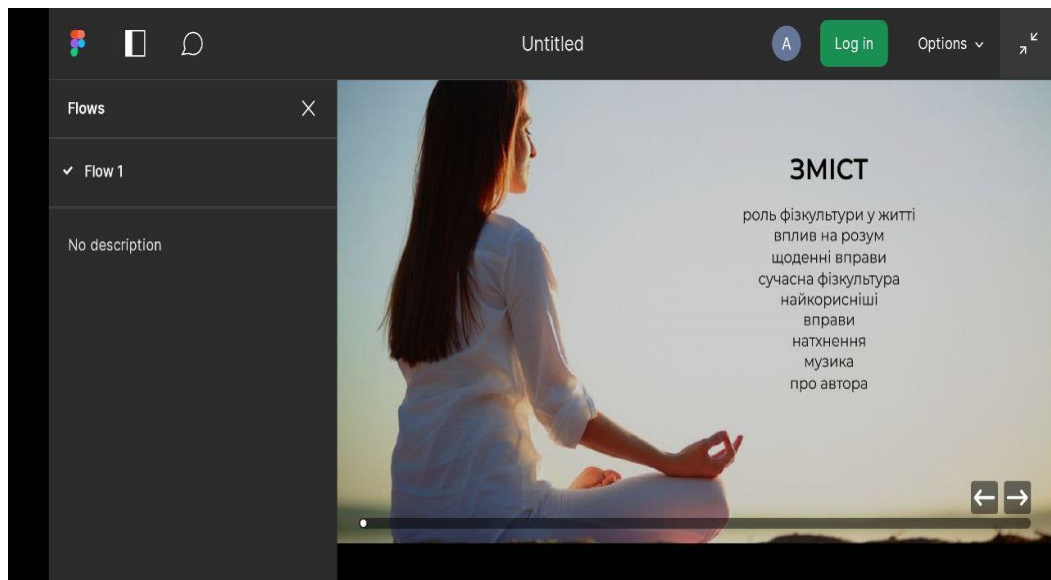 Untitled
A
Log in
Options
Flows
Flow 1
No description
ЗМІСТ
роль фізкультури у житті
вплив на розум
щоденні вправи
сучасна фізкультура
найкорисніші
вправи
натхнення
музика
про автора